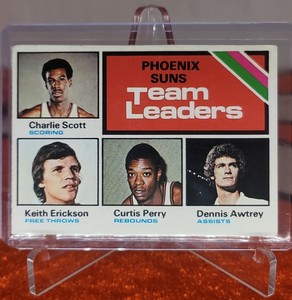 PHOENIX
SUNS
Team
Leaders
Charlie Scott
SCORING
Keith Erickson
FREE THROWS
Curtis Perry
REBOUNDS
Dennis Awtrey
ASSISTS